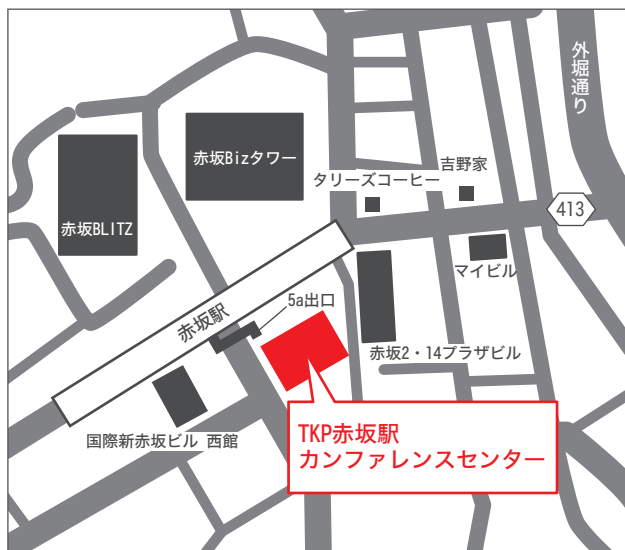 外堀通り
赤坂Bizタワー
吉野家
タリーズコーヒー
413
赤坂BLITZ
マイビル
5a出口
赤坂駅
赤坂2・14プラザビル
国際新赤坂ビル 西館
TKP赤坂駅
カンファレンスセンター